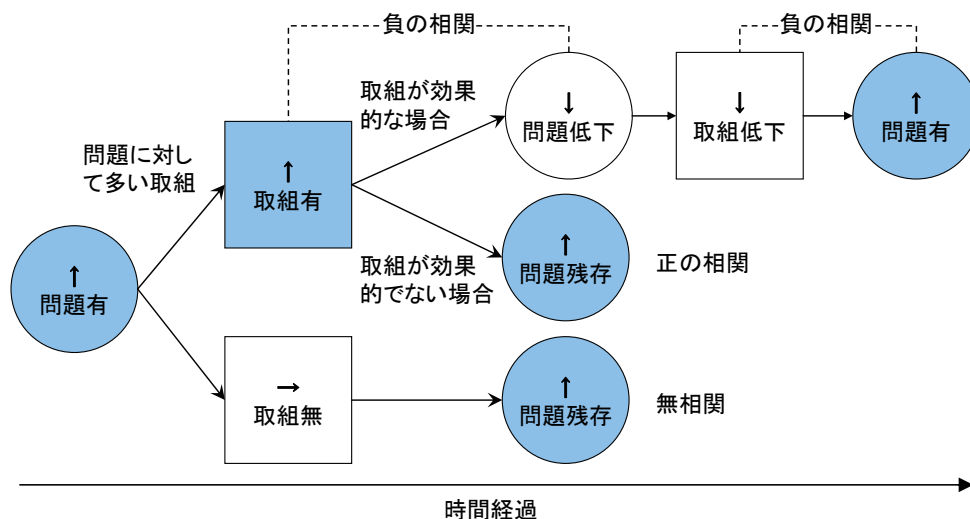 負の相関
負の相関
取組が効果
的な場合
↓
問題低下
↓
取組低下
↑
問題有
問題に対し
て多い取組
↑
取組有
↑
問題有
取組が効果
的でない場合
↑
問題残存
正の相関
→
取組無
↑
問題残存
無相関
時間経過